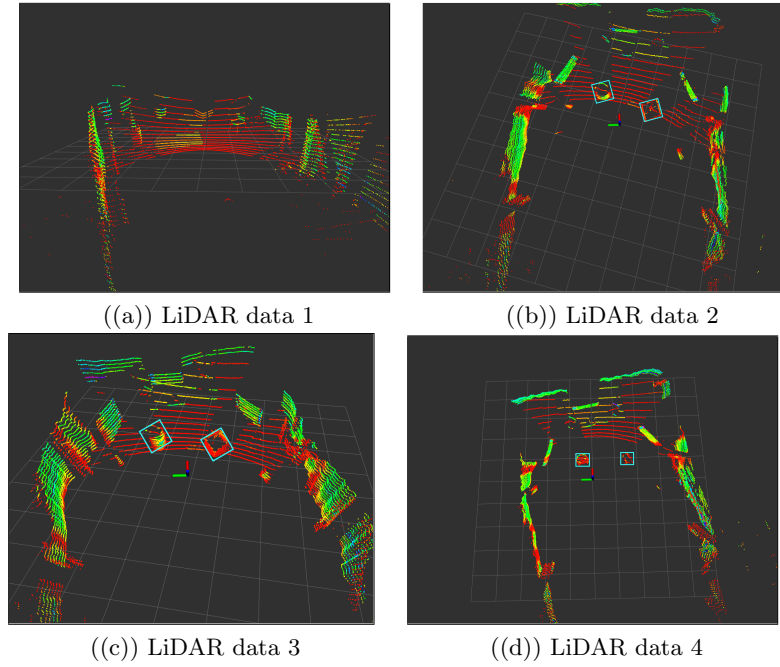 ((a)) LiDAR data 1
((b)) LiDAR data 2
((c)) LiDAR data 3
((d)) LiDAR data 4